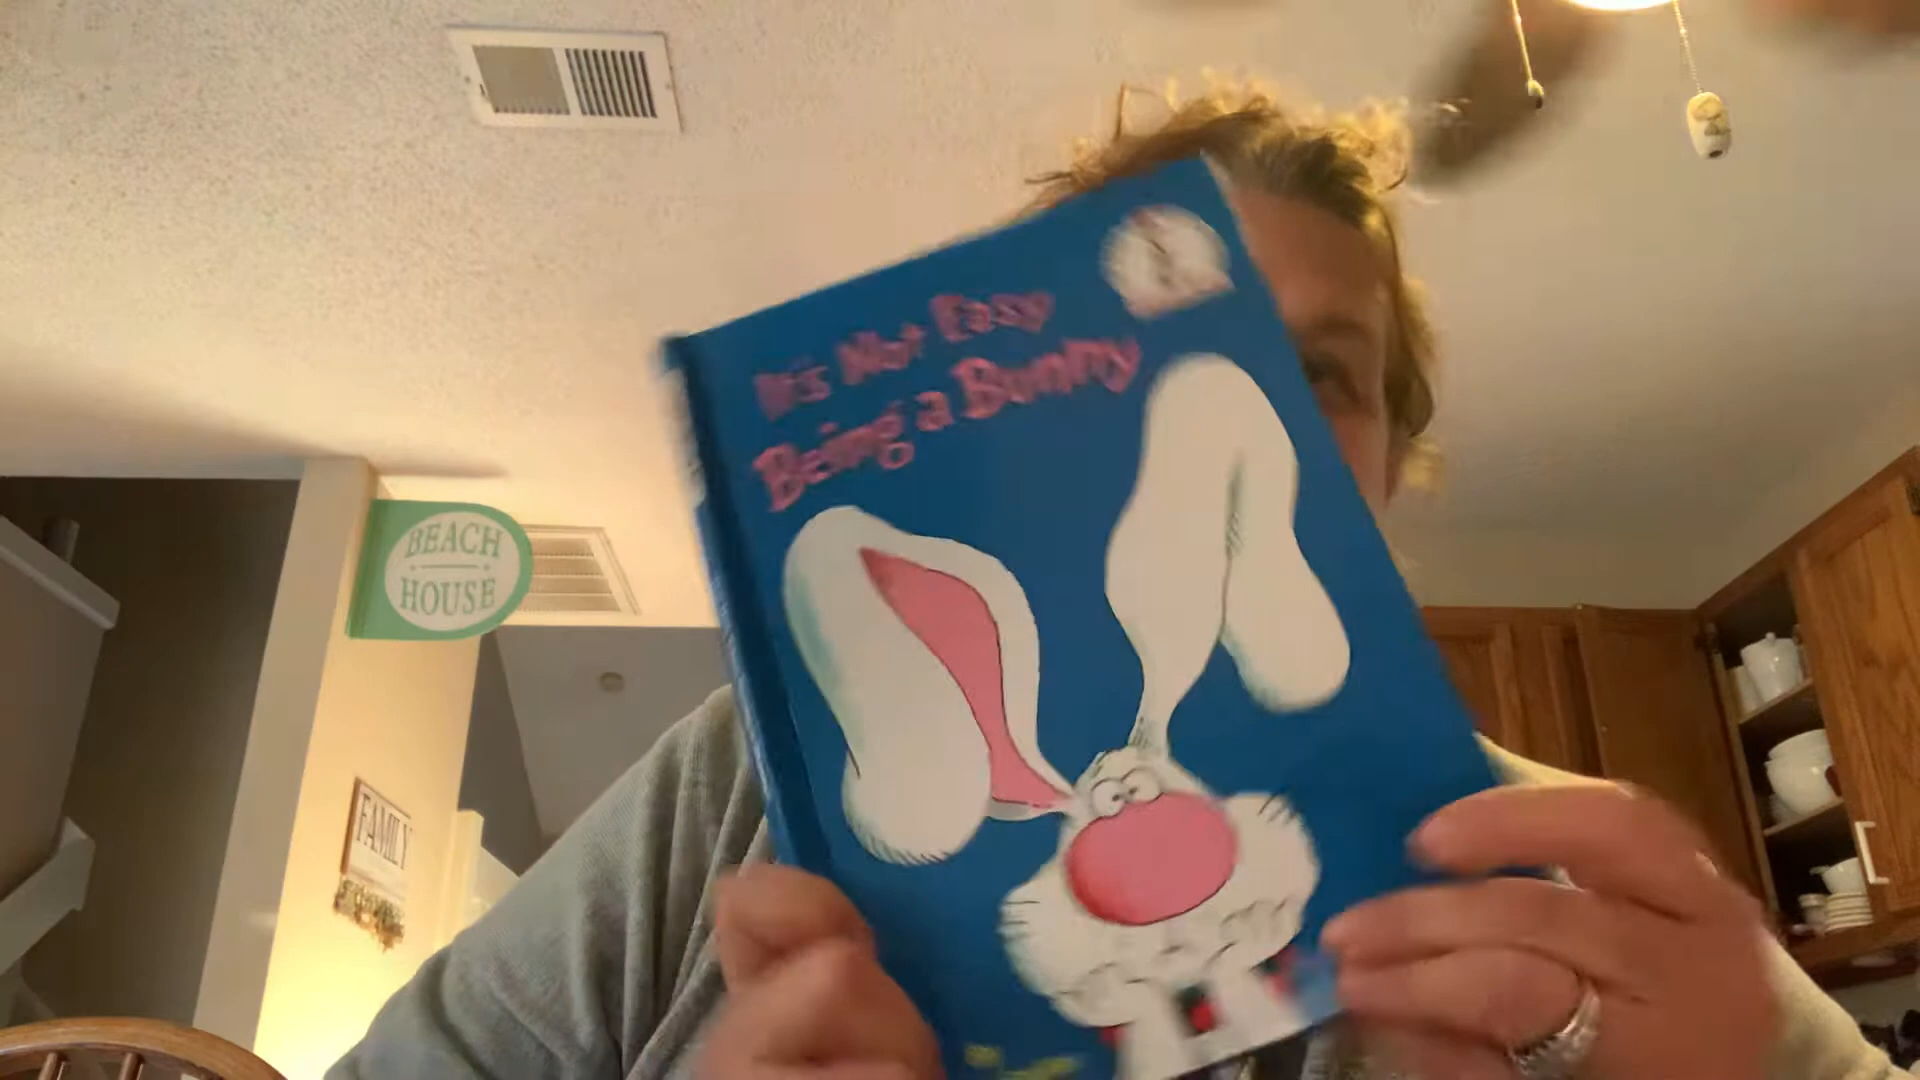 It's Not Easy
Being a Bunny
BEACH
HOUSE
FAMILY